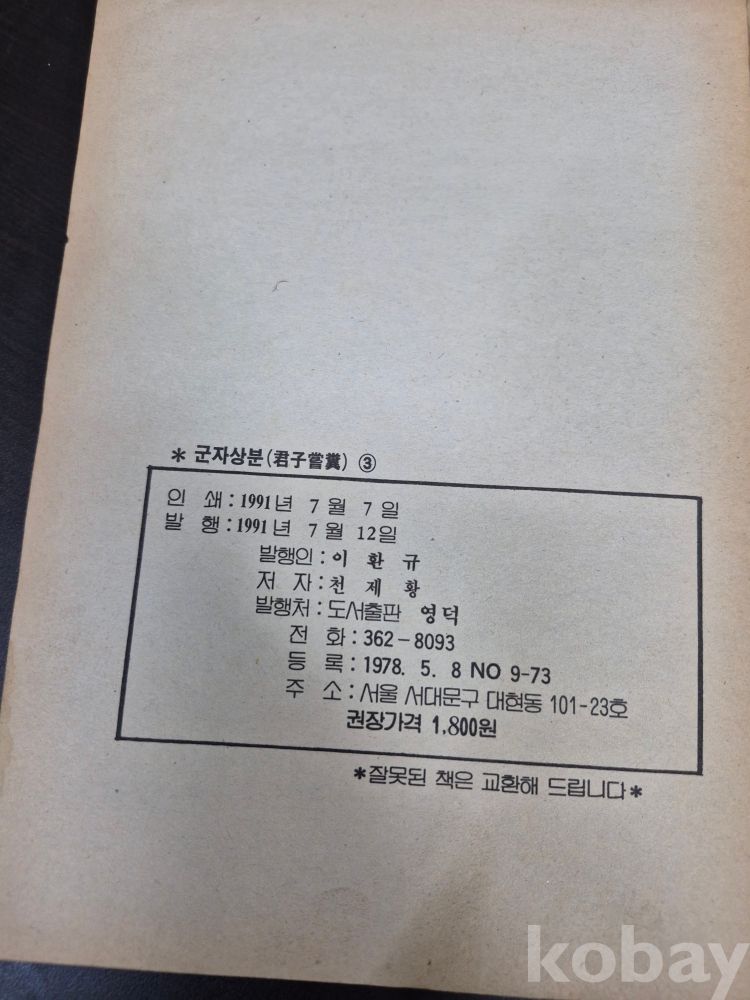 * 군자상분(君子嘗糞) ③
인 쇄 : 1991년 7 월 7 일
발 행 : 1991년 7 월 12일
발행인 : 이 환 규
저 자 : 천 제 황
발행처 : 도서출판 영덕
전 화 : 362-8093
등 록 : 1978. 5. 8 NO 9-73
주 소 : 서울 서대문구 대현동 101-23호
권장가격 1,800원
*잘못된 책은 교환해 드립니다*
kobay